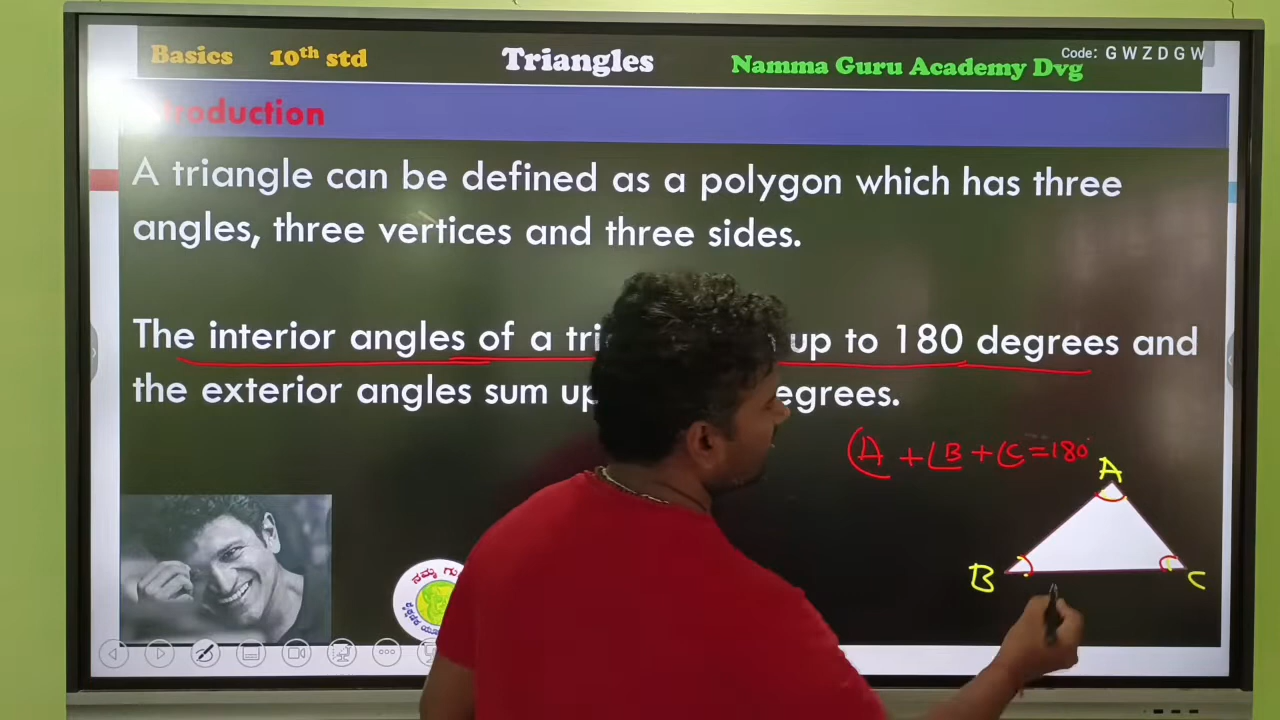 Basics 10th std Triangles Namma Guru Academy Dvg Code: G W Z D G W
roduction
A triangle can be defined as a polygon which has three
angles, three vertices and three sides.
The interior angles of a tri up to 180 degrees and
the exterior angles sum up egrees.
∠A + ∠B + ∠C = 180°
A
B C
ನಮ್ಮ ಗು